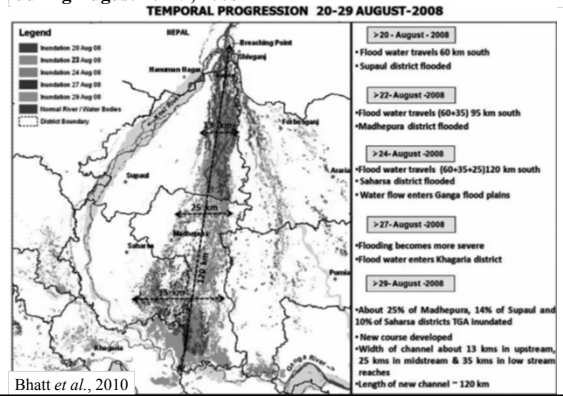 TEMPORAL PROGRESSION 20-29 AUGUST-2008
Legend
Inundation 20 Aug 08
Inundation 22 Aug 08
Inundation 24 Aug 08
Inundation 27 Aug 08
Inundation 29 Aug 08
Normal River / Water Bodies
District Boundary
NEPAL
Breaching Point
Shivganj
Hanuman Nagar
Forbesganj
Araria
Supaul
25 km
Madhepura
Saharsa
120 km
35 km
Purnia
Khagaria
Ganga River
Bhatt et al., 2010
>20- August -2008
• Flood water travels 60 km south
• Supaul district flooded
>22-August -2008
•Flood water travels (60+35) 95 km south
•Madhepura district flooded
>24-August -2008
•Flood water travels (60+35+25)120 km south
• Saharsa district flooded
• Water flow enters Ganga flood plains
>27-August -2008
•Flooding becomes more severe
• Flood water enters Khagaria district
>29-August -2008
• About 25% of Madhepura, 14% of Supaul and
10% of Saharsa districts TGA inundated
• New course developed
•Width of channel about 13 kms in upstream,
25 kms in midstream & 35 kms in low stream
reaches
•Length of new channel ~ 120 km